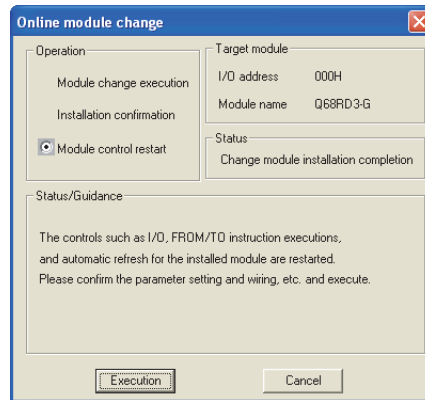 Online module change
Operation
Module change execution
Installation confirmation
Module control restart
Target module
I/O address 000H
Module name Q68RD3-G
Status
Change module installation completion
Status/Guidance
The controls such as I/O, FROM/TO instruction executions,
and automatic refresh for the installed module are restarted.
Please confirm the parameter setting and wiring, etc. and execute.
Execution
Cancel